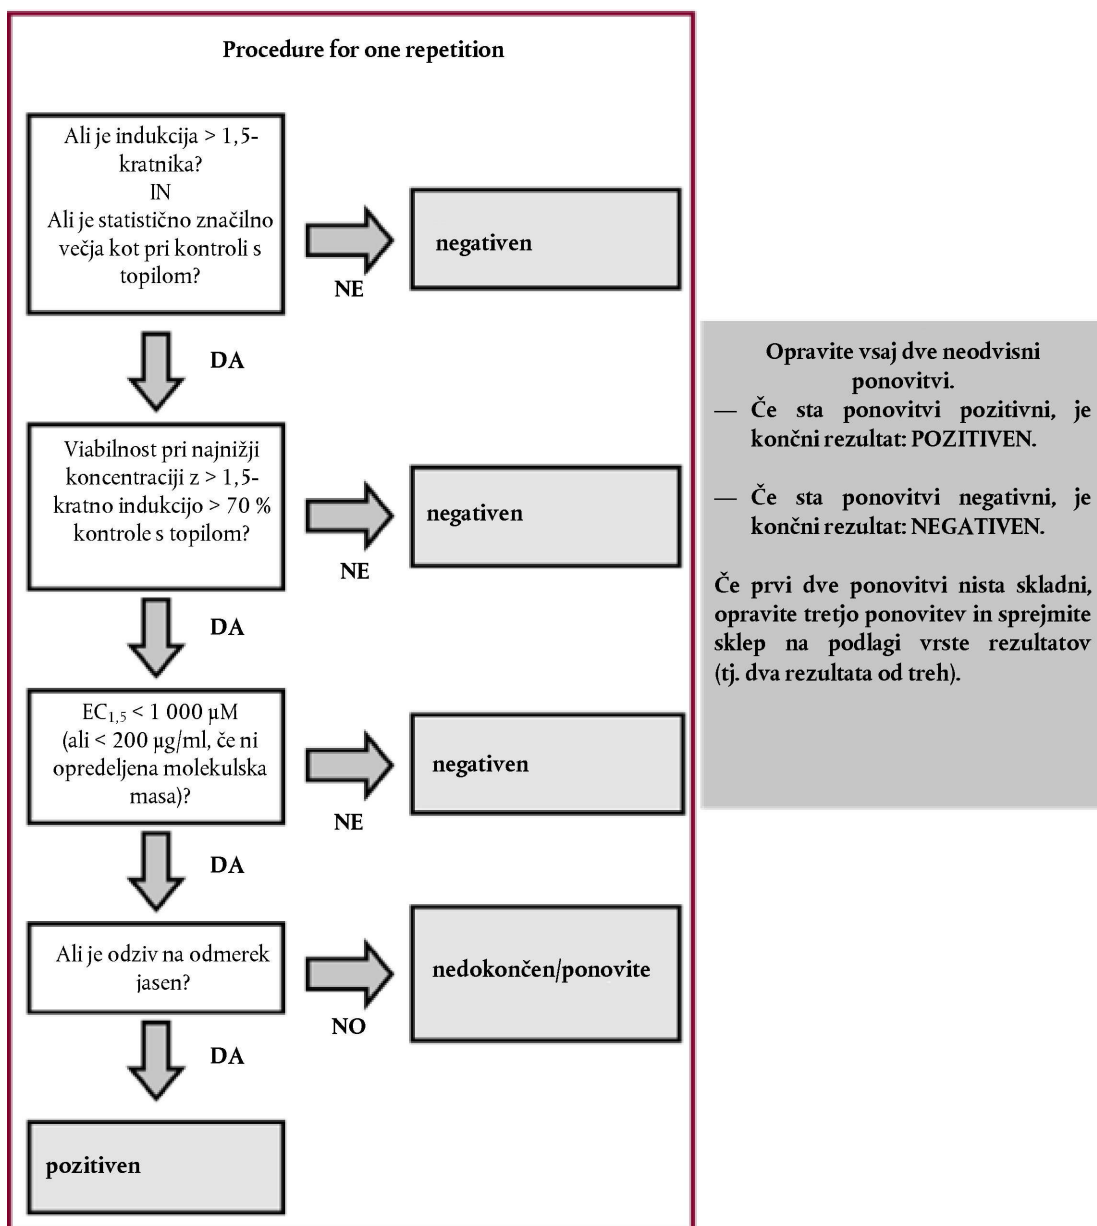 Procedure for one repetition
Ali je indukcija > 1,5-
kratnika?
IN
Ali je statistično značilno
večja kot pri kontroli s
topilom?
NE
negativen
DA
Viabilnost pri najnižji
koncentraciji z > 1,5-
kratno indukcijo > 70 %
kontrole s topilom?
NE
negativen
DA
EC1,5 < 1 000 µM
(ali < 200 µg/ml, če ni
opredeljena molekulska
masa)?
NE
negativen
DA
Ali je odziv na odmerek
jasen?
NO
nedokončen/ponovite
DA
pozitiven
Opravite vsaj dve neodvisni
ponovitvi.
— Če sta ponovitvi pozitivni, je
končni rezultat: POZITIVEN.
— Če sta ponovitvi negativni, je
končni rezultat: NEGATIVEN.
Če prvi dve ponovitvi nista skladni,
opravite tretjo ponovitev in sprejmite
sklep na podlagi vrste rezultatov
(tj. dva rezultata od treh).